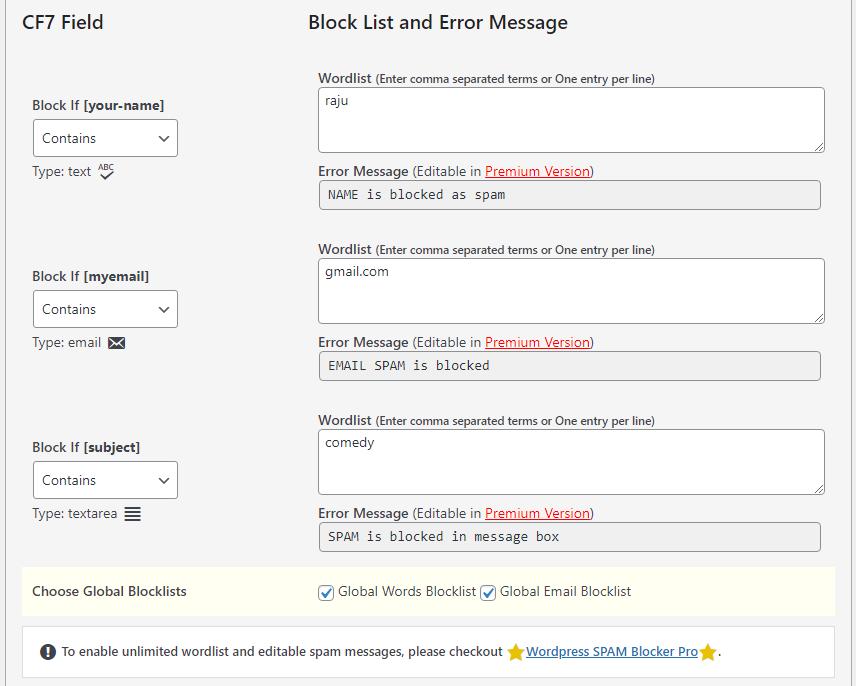 CF7 Field
Block List and Error Message
Block If [your-name]
Contains
Type: text ABC
Wordlist (Enter comma separated terms or One entry per line)
raju
Error Message (Editable in Premium Version)
NAME is blocked as spam
Block If [myemail]
Contains
Type: email
Wordlist (Enter comma separated terms or One entry per line)
gmail.com
Error Message (Editable in Premium Version)
EMAIL SPAM is blocked
Block If [subject]
Contains
Type: textarea
Wordlist (Enter comma separated terms or One entry per line)
comedy
Error Message (Editable in Premium Version)
SPAM is blocked in message box
Choose Global Blocklists
Global Words Blocklist Global Email Blocklist
To enable unlimited wordlist and editable spam messages, please checkout Wordpress SPAM Blocker Pro.